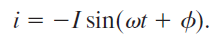 i = −I sin(ωt + ϕ).